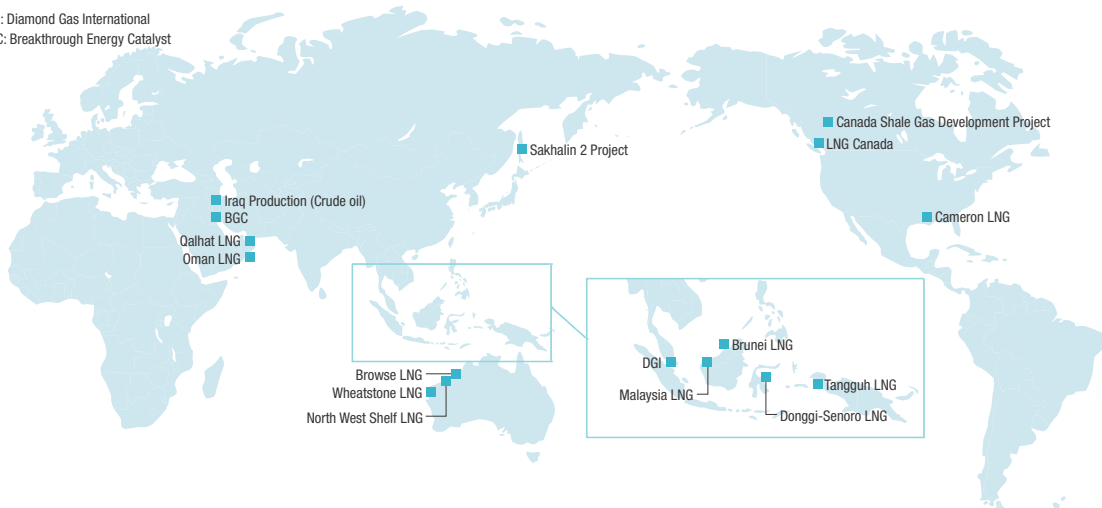 : Diamond Gas International
C: Breakthrough Energy Catalyst
Canada Shale Gas Development Project
LNG Canada
Sakhalin 2 Project
Iraq Production (Crude oil)
BGC
Cameron LNG
Qalhat LNG
Oman LNG
Brunei LNG
DGI
Browse LNG
Wheatstone LNG
Malaysia LNG
Tangguh LNG
North West Shelf LNG
Donggi-Senoro LNG